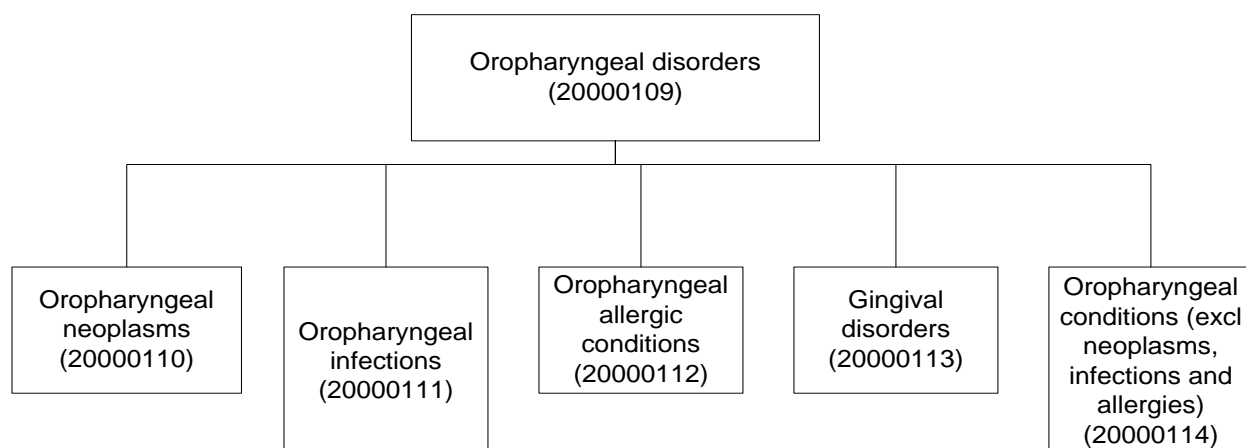 Oropharyngeal disorders
(20000109)
Oropharyngeal
neoplasms
(20000110)
Oropharyngeal
infections
(20000111)
Oropharyngeal
allergic
conditions
(20000112)
Gingival
disorders
(20000113)
Oropharyngeal
conditions (excl
neoplasms,
infections and
allergies)
(20000114)